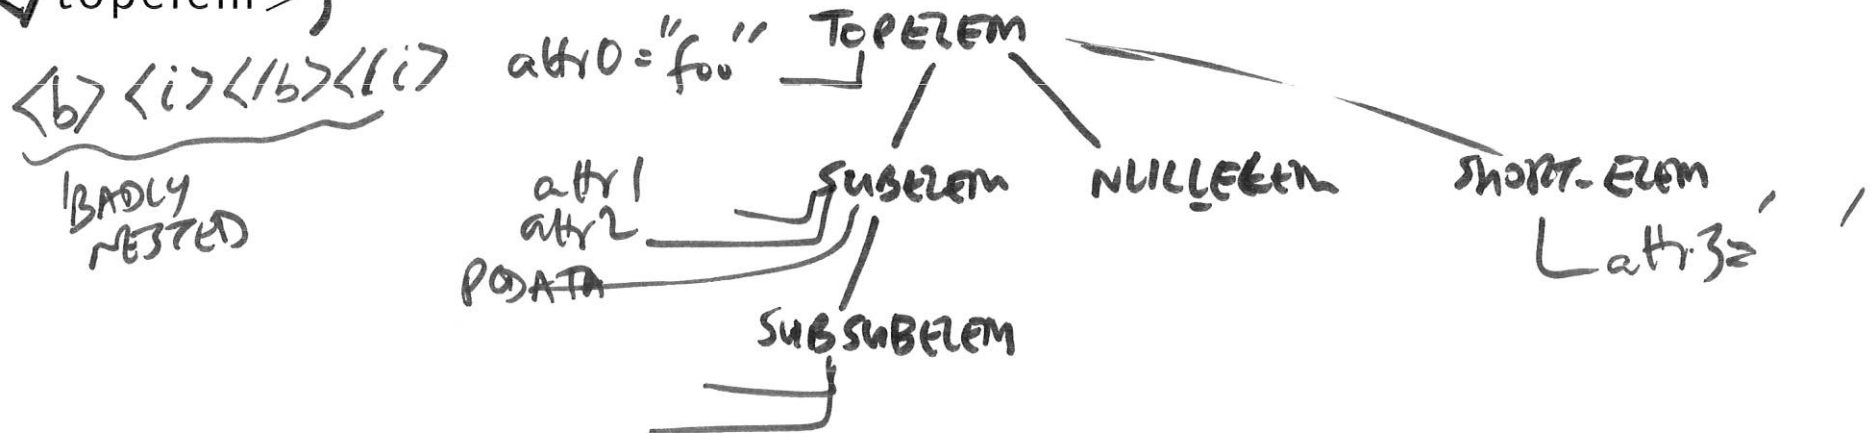 topelem>
<b><i></b></i>
BADLY
NESTED
attr0="foo"
TOPELEM
attr1
attr2
PCDATA
SUBELEM
NULLELEM
SHORT-ELEM
attr3=' '
SUBSUBELEM